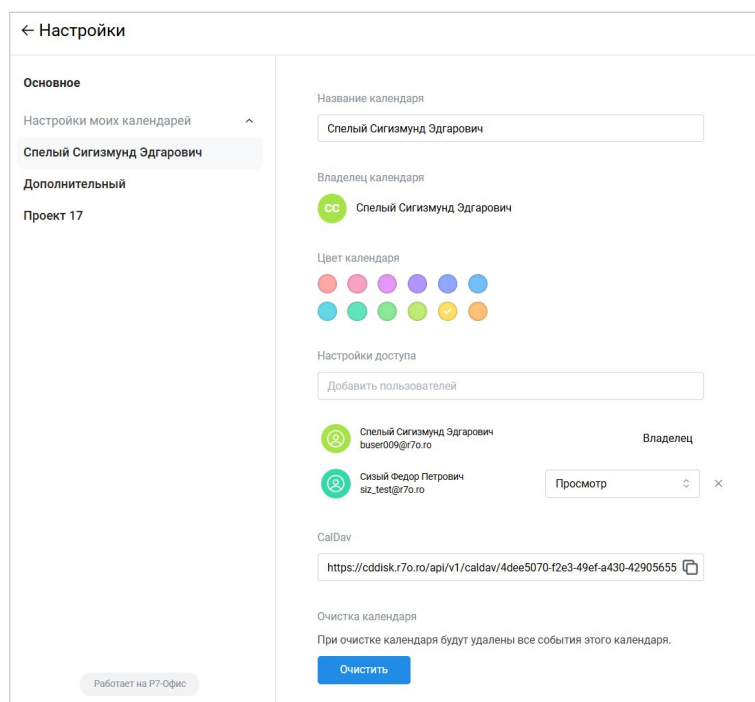 ← Настройки
Основное
Настройки моих календарей
Спелый Сигизмунд Эдгарович
Дополнительный
Проект 17
Работает на Р7-Офис
Название календаря
Спелый Сигизмунд Эдгарович
Владелец календаря
СС Спелый Сигизмунд Эдгарович
Цвет календаря
Настройки доступа
Добавить пользователей
Спелый Сигизмунд Эдгарович
buser009@r7o.ro
Владелец
Сизый Федор Петрович
siz_test@r7o.ro
Просмотр
CalDav
https://cddisk.r7o.ro/api/v1/caldav/4dee5070-f2e3-49ef-a430-42905655
Очистка календаря
При очистке календаря будут удалены все события этого календаря.
Очистить